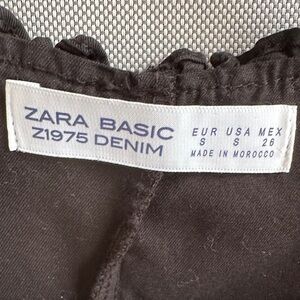 ZARA BASIC
Z1975 DENIM
EUR USA MEX
S S 26
MADE IN MOROCCO